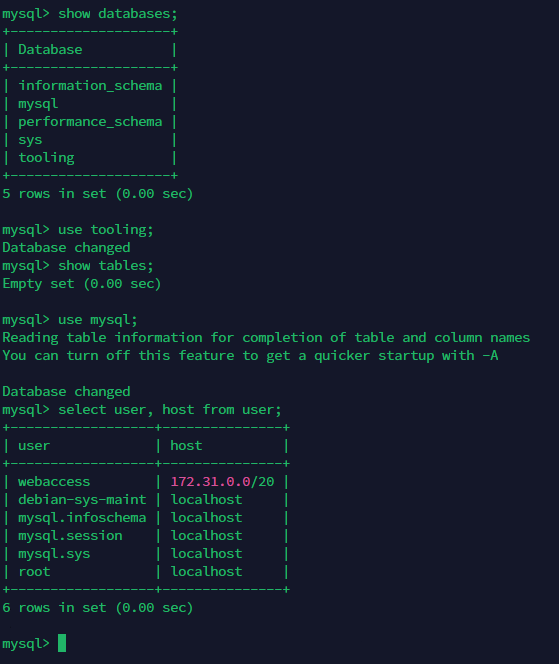 mysql> show databases;
+--------------------+
| Database           |
+--------------------+
| information_schema |
| mysql              |
| performance_schema |
| sys                |
| tooling            |
+--------------------+
5 rows in set (0.00 sec)
mysql> use tooling;
Database changed
mysql> show tables;
Empty set (0.00 sec)
mysql> use mysql;
Reading table information for completion of table and column names
You can turn off this feature to get a quicker startup with -A
Database changed
mysql> select user, host from user;
+------------------+---------------+
| user             | host          |
+------------------+---------------+
| webaccess        | 172.31.0.0/20 |
| debian-sys-maint | localhost     |
| mysql.infoschema | localhost     |
| mysql.session    | localhost     |
| mysql.sys        | localhost     |
| root             | localhost     |
+------------------+---------------+
6 rows in set (0.00 sec)
mysql>